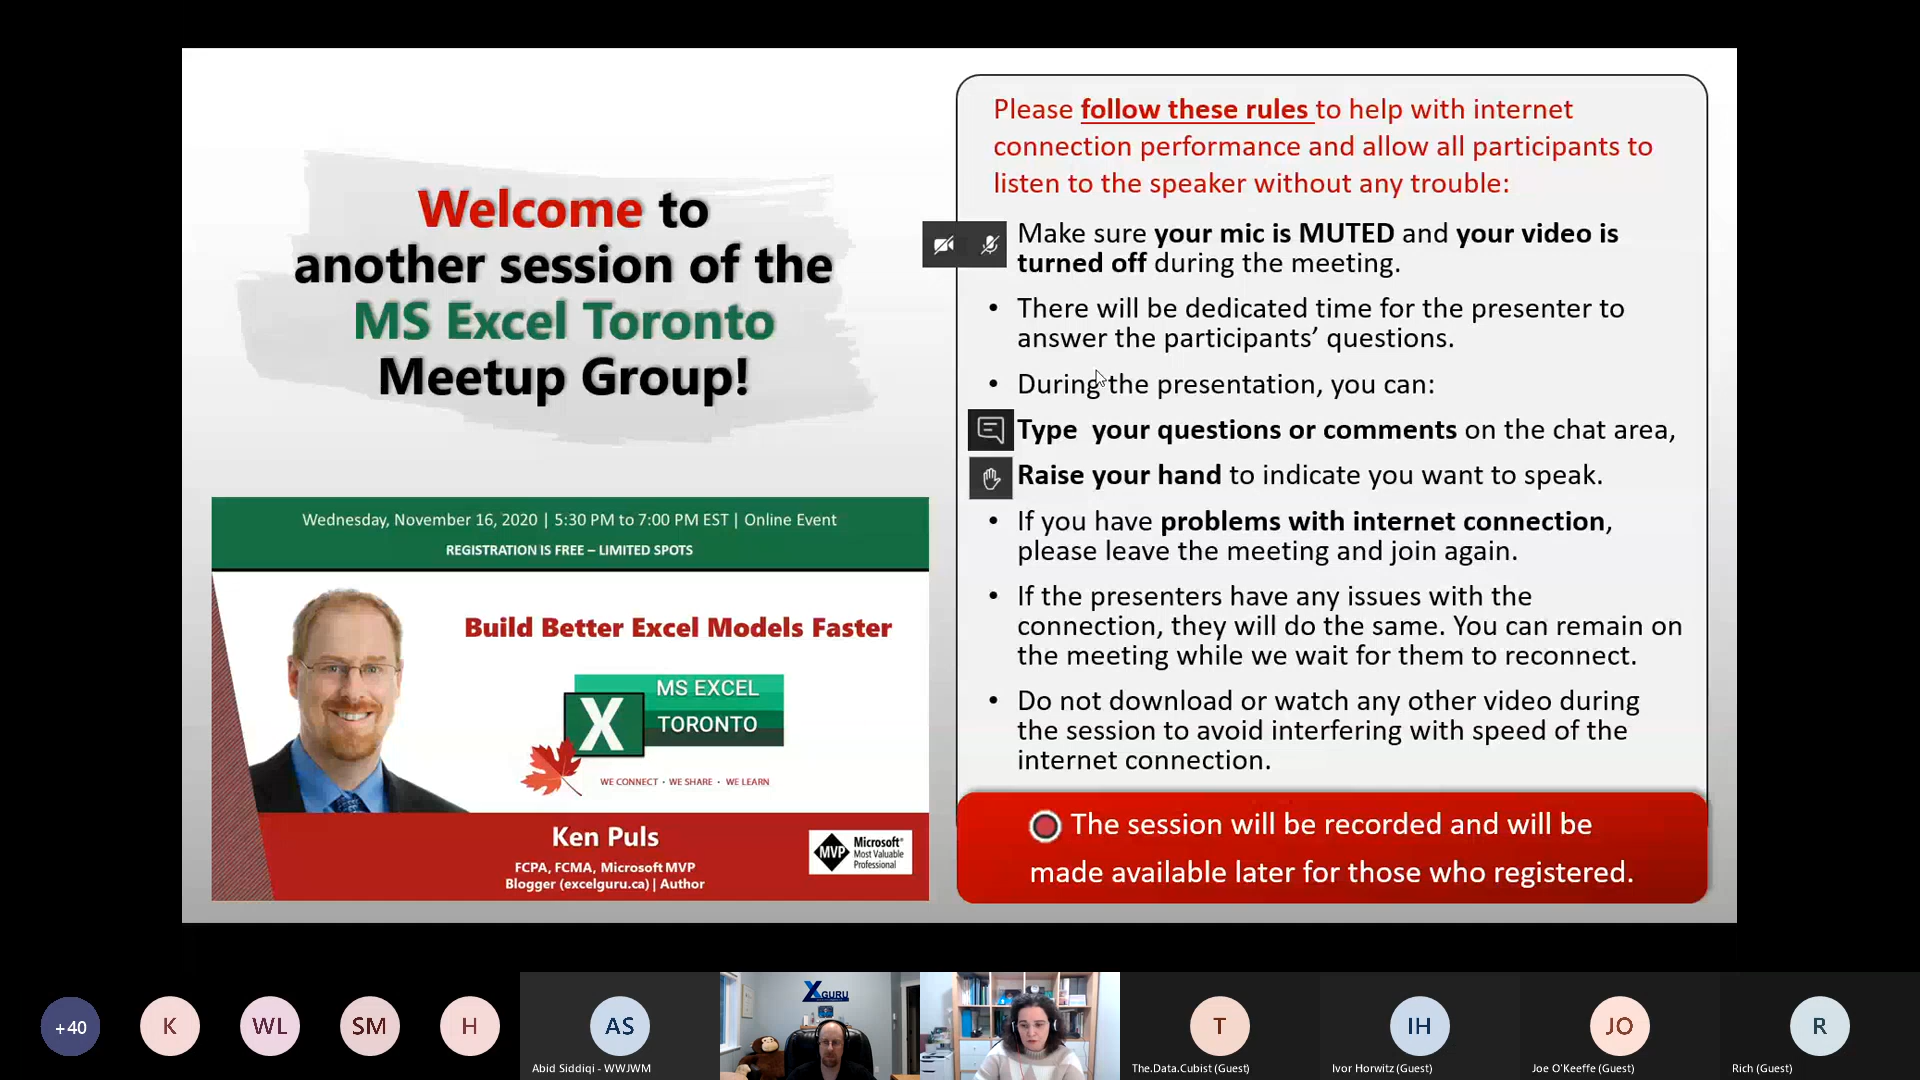 Welcome to
another session of the
MS Excel Toronto
Meetup Group!
Wednesday, November 16, 2020 | 5:30 PM to 7:00 PM EST | Online Event
REGISTRATION IS FREE – LIMITED SPOTS
Build Better Excel Models Faster
X
MS EXCEL
TORONTO
WE CONNECT • WE SHARE • WE LEARN
Ken Puls
FCPA, FCMA, Microsoft MVP
Blogger (excelguru.ca) | Author
MVP
Microsoft®
Most Valuable
Professional
Please follow these rules to help with internet
connection performance and allow all participants to
listen to the speaker without any trouble:
Make sure your mic is MUTED and your video is
turned off during the meeting.
• There will be dedicated time for the presenter to
answer the participants’ questions.
• During the presentation, you can:
Type  your questions or comments on the chat area,
Raise your hand to indicate you want to speak.
• If you have problems with internet connection,
please leave the meeting and join again.
• If the presenters have any issues with the
connection, they will do the same. You can remain on
the meeting while we wait for them to reconnect.
• Do not download or watch any other video during
the session to avoid interfering with speed of the
internet connection.
The session will be recorded and will be
made available later for those who registered.
+40
K
WL
SM
H
AS
Abid Siddiqi - WWJWM
XGURU
T
The.Data.Cubist (Guest)
IH
Ivor Horwitz (Guest)
JO
Joe O'Keeffe (Guest)
R
Rich (Guest)